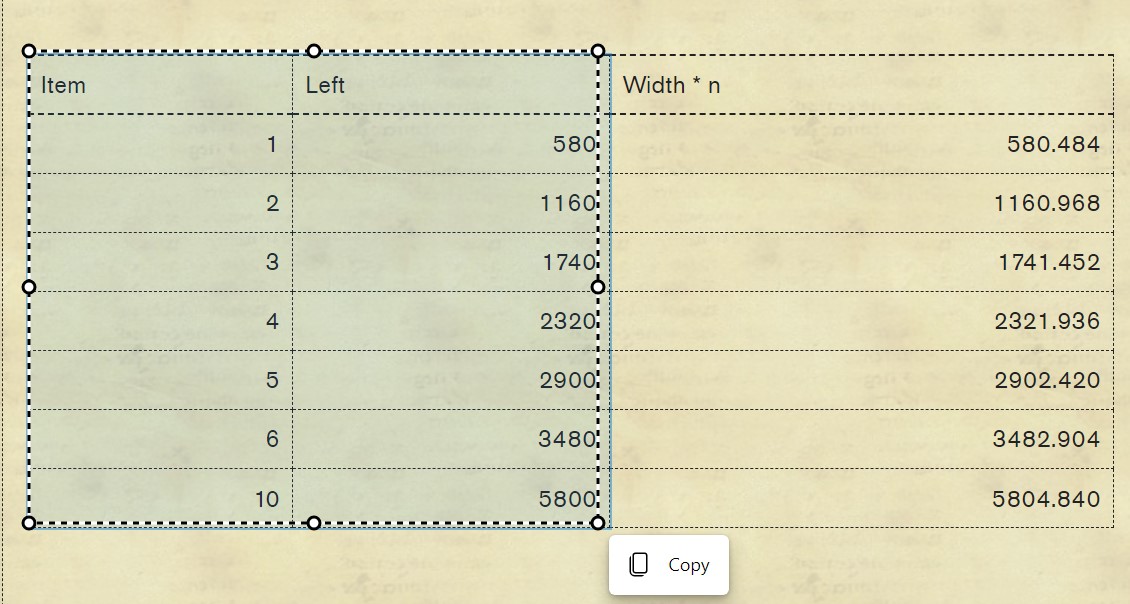 Item Left Width * n
1 580 580.484
2 1160 1160.968
3 1740 1741.452
4 2320 2321.936
5 2900 2902.420
6 3480 3482.904
10 5800 5804.840
Copy